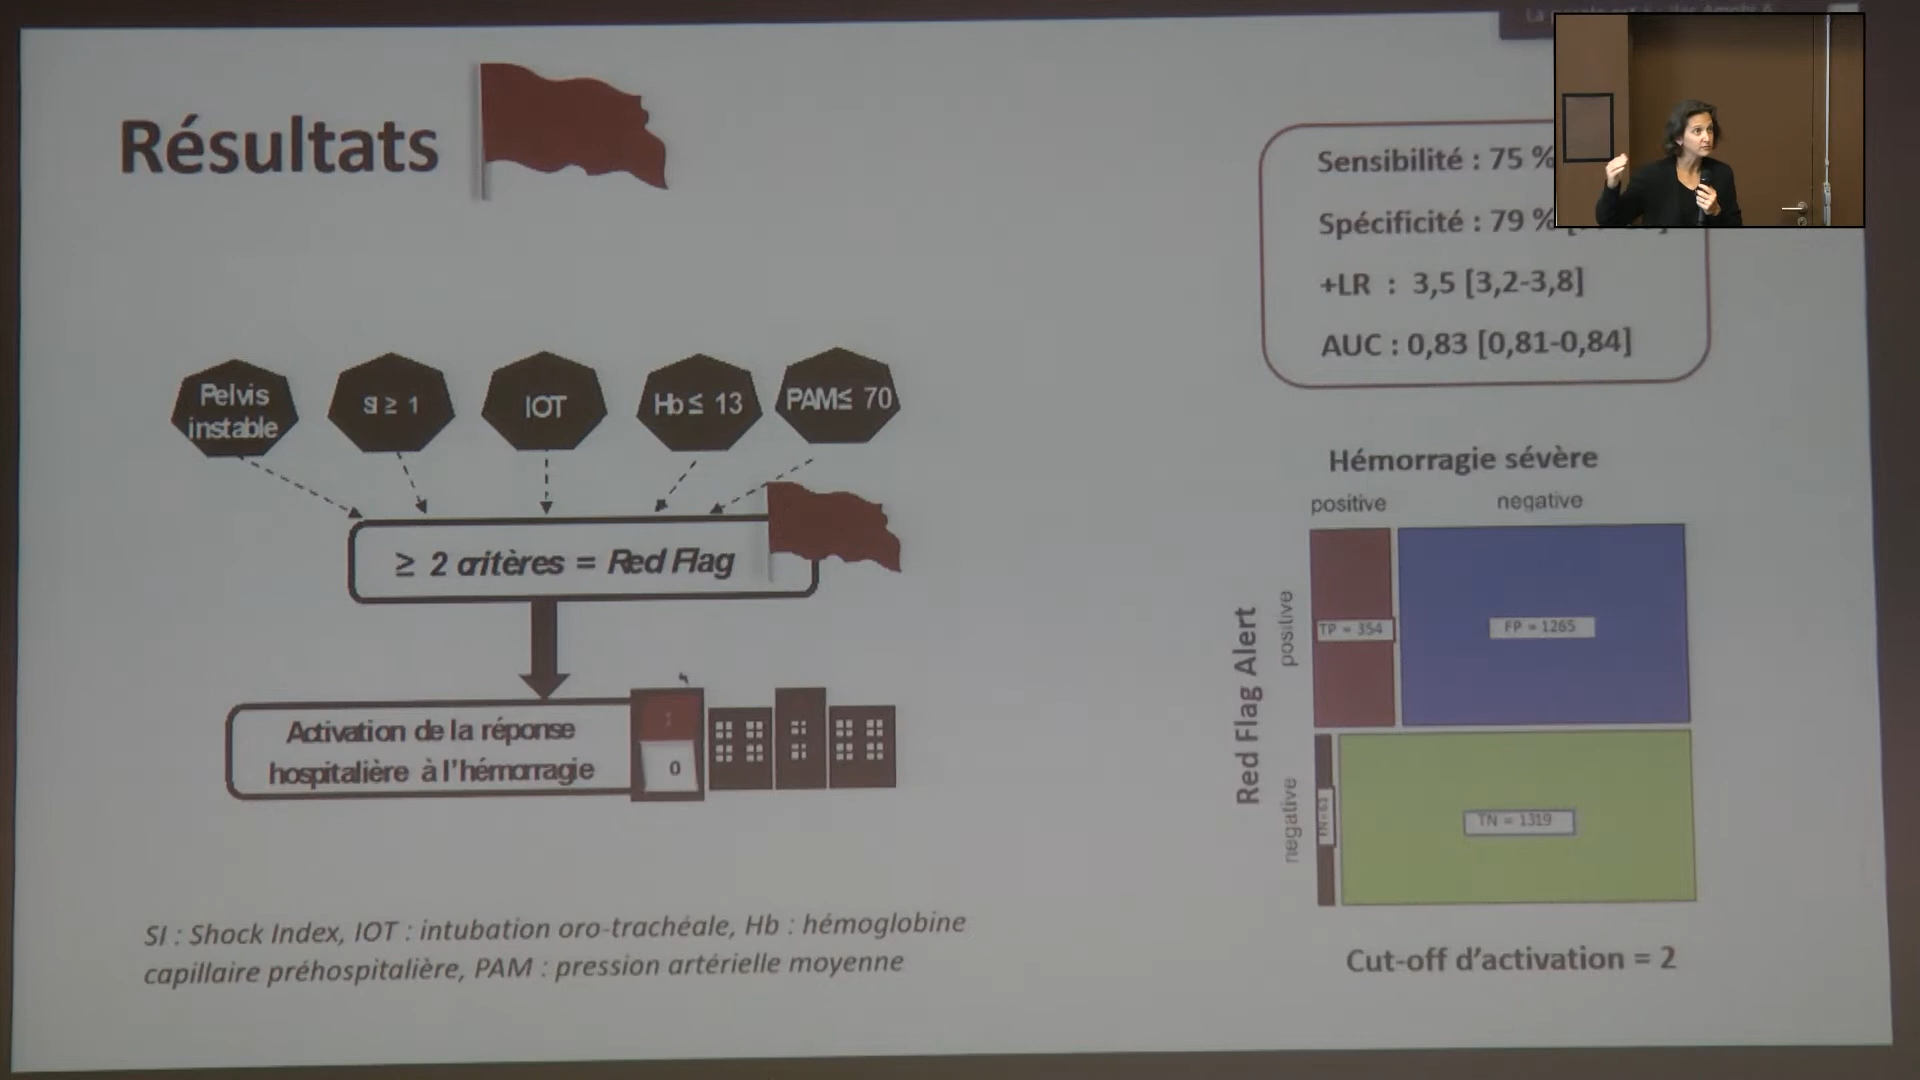 Résultats
Sensibilité : 75 %
Spécificité : 79 %
+LR : 3,5 [3,2-3,8]
AUC : 0,83 [0,81-0,84]
Pelvis
instable
SI ≥ 1
IOT
Hb ≤ 13
PAM≤ 70
≥ 2 critères = Red Flag
Activation de la réponse
hospitalière à l'hémorragie
0
SI : Shock Index, IOT : intubation oro-trachéale, Hb : hémoglobine
capillaire préhospitalière, PAM : pression artérielle moyenne
Hémorragie sévère
positive
negative
Red Flag Alert
positive
negative
TP = 354
FP = 1265
TN = 1319
Cut-off d'activation = 2